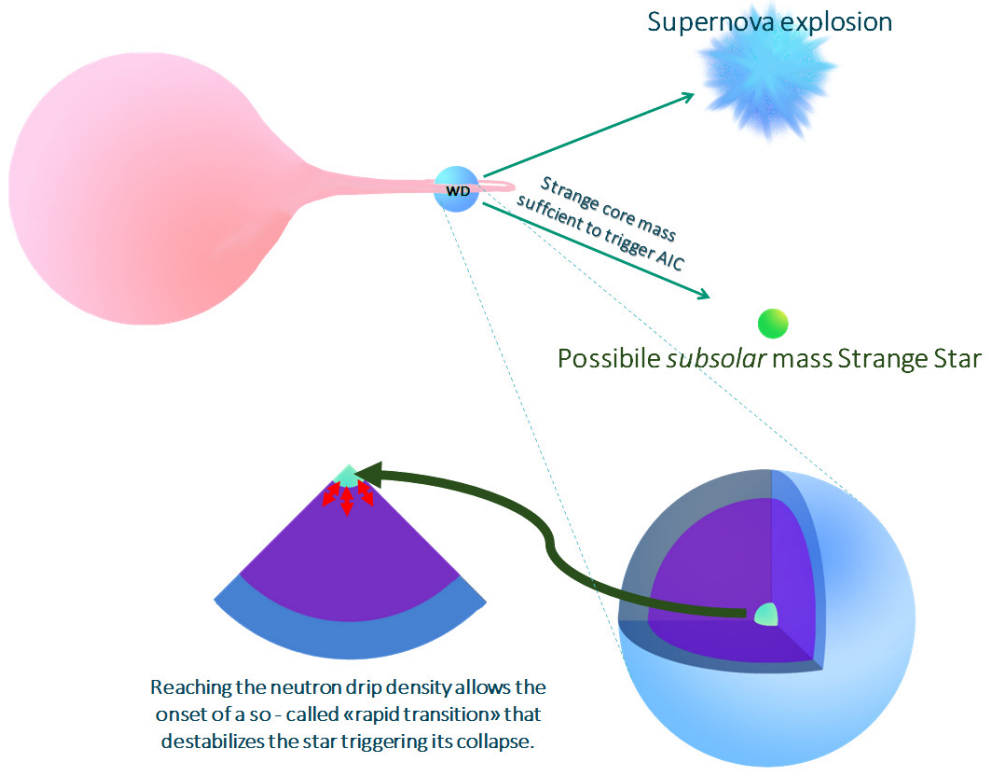 Supernova explosion
WD
Strange core mass
suffcient to trigger AIC
Possibile subsolar mass Strange Star
Reaching the neutron drip density allows the
onset of a so - called «rapid transition» that
destabilizes the star triggering its collapse.